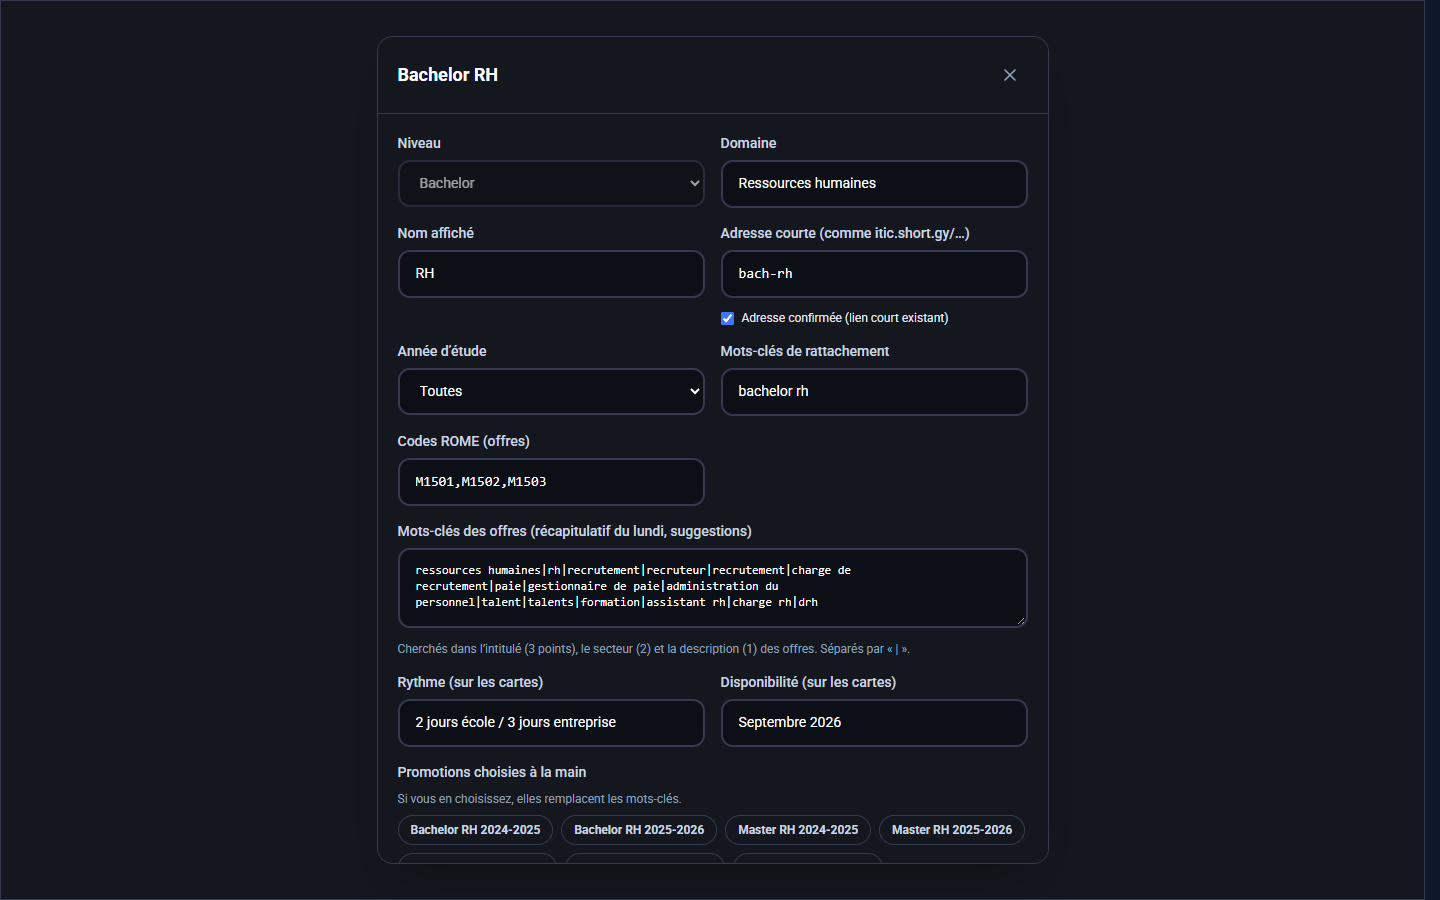 Bachelor RH
Niveau
Domaine
Bachelor
Ressources humaines
Nom affiché
Adresse courte (comme itic.short.gy/…)
RH
bach-rh
Adresse confirmée (lien court existant)
Année d'étude
Mots-clés de rattachement
Toutes
bachelor rh
Codes ROME (offres)
M1501,M1502,M1503
Mots-clés des offres (récapitulatif du lundi, suggestions)
ressources humaines|rh|recrutement|recruteur|recrutement|charge de
recrutement|paie|gestionnaire de paie|administration du
personnel|talent|talents|formation|assistant rh|charge rh|drh
Cherchés dans l'intitulé (3 points), le secteur (2) et la description (1) des offres. Séparés par « | ».
Rythme (sur les cartes)
Disponibilité (sur les cartes)
2 jours école / 3 jours entreprise
Septembre 2026
Promotions choisies à la main
Si vous en choisissez, elles remplacent les mots-clés.
Bachelor RH 2024-2025
Bachelor RH 2025-2026
Master RH 2024-2025
Master RH 2025-2026